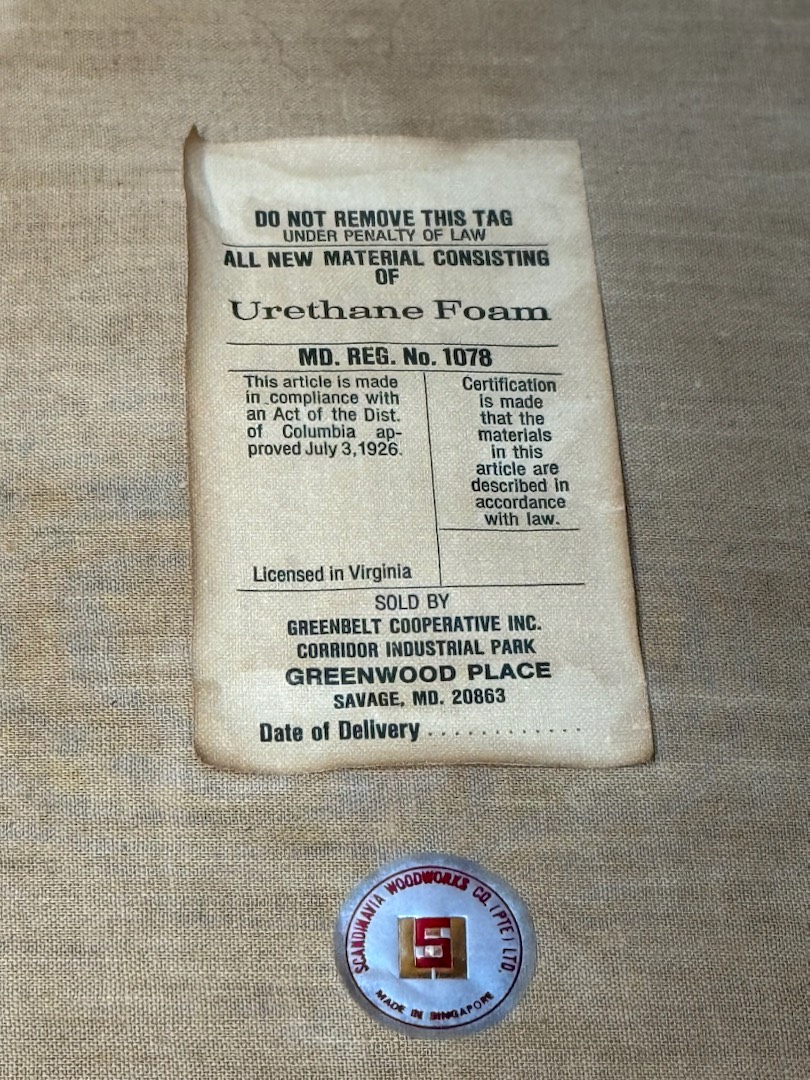 DO NOT REMOVE THIS TAG
UNDER PENALTY OF LAW
ALL NEW MATERIAL CONSISTING
OF
Urethane Foam
MD. REG. No. 1078
This article is made
in compliance with
an Act of the Dist.
of Columbia ap-
proved July 3, 1926.
Licensed in Virginia
Certification
is made
that the
materials
in this
article are
described in
accordance
with law.
SOLD BY
GREENBELT COOPERATIVE INC.
CORRIDOR INDUSTRIAL PARK
GREENWOOD PLACE
SAVAGE, MD. 20863
Date of Delivery . . . . . . . . . . . .
SCANDINAVIA WOODWORKS CO. (PTE) LTD.
S
MADE IN SINGAPORE